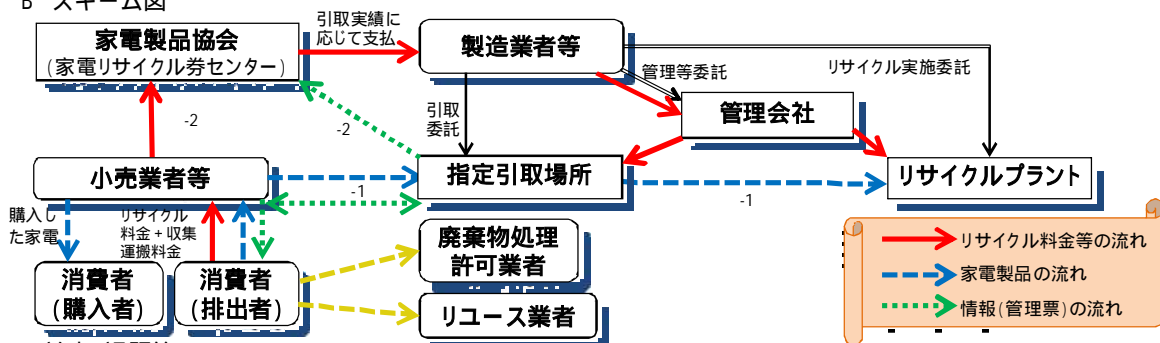 B スキーム図
引取実績に
応じて支払
家電製品協会
(家電リサイクル券センター)
製造業者等
管理等委託
リサイクル実施委託
-2
-2
引取
委託
管理会社
小売業者等
-1
指定引取場所
-1
リサイクルプラント
購入し
た家電
リサイクル
料金+収集
運搬料金
消費者
(購入者)
消費者
(排出者)
廃棄物処理
許可業者
リユース業者
リサイクル料金等の流れ
家電製品の流れ
情報(管理票)の流れ